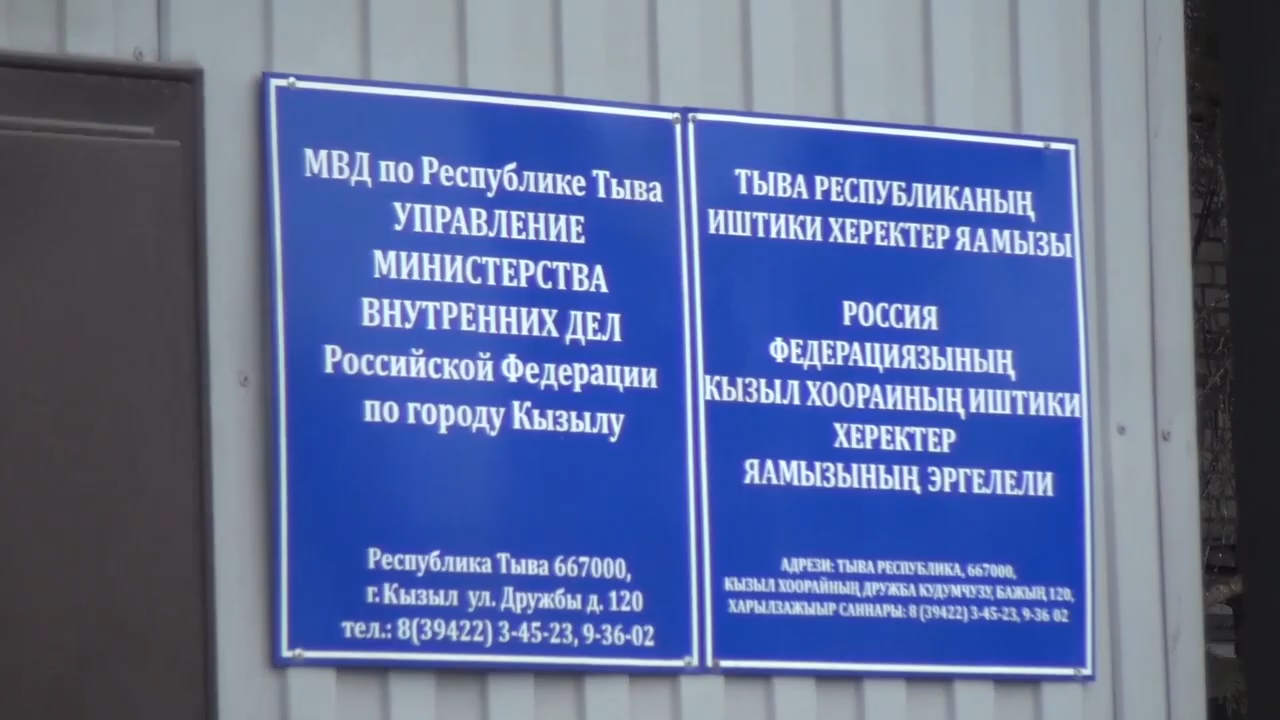 МВД по Республике Тыва
УПРАВЛЕНИЕ
МИНИСТЕРСТВА
ВНУТРЕННИХ ДЕЛ
Российской Федерации
по городу Кызылу
Республика Тыва 667000,
г.Кызыл ул. Дружбы д. 120
тел.: 8(39422) 3-45-23, 9-36-02
ТЫВА РЕСПУБЛИКАНЫҢ
ИШТИКИ ХЕРЕКТЕР ЯАМЫЗЫ
РОССИЯ
ФЕДЕРАЦИЯЗЫНЫҢ
КЫЗЫЛ ХООРАИНЫҢ ИШТИКИ
ХЕРЕКТЕР
ЯАМЫЗЫНЫҢ ЭРГЕЛЕЛИ
АДРЕЗИ: ТЫВА РЕСПУБЛИКА, 667000,
КЫЗЫЛ ХООРАЙНЫҢ ДРУЖБА КУДУМЧУЗУ, БАЖЫҢ 120,
ХАРЫЛЗАЖЫЫР САННАРЫ: 8 (39422) 3-45-23, 9-36 02